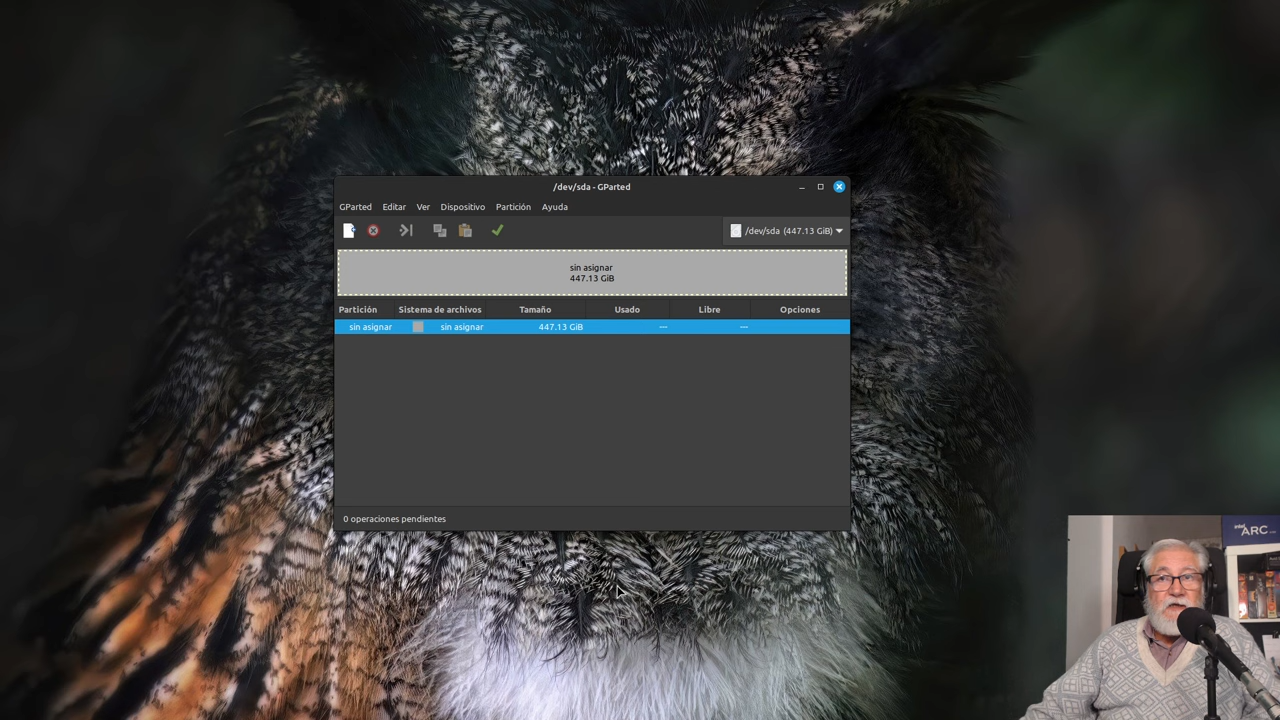 /dev/sda - GParted
GParted Editar Ver Dispositivo Partición Ayuda
/dev/sda (447.13 GiB)
sin asignar
447.13 GiB
Partición Sistema de archivos Tamaño Usado Libre Opciones
sin asignar sin asignar 447.13 GiB --- ---
0 operaciones pendientes
intel
ARC